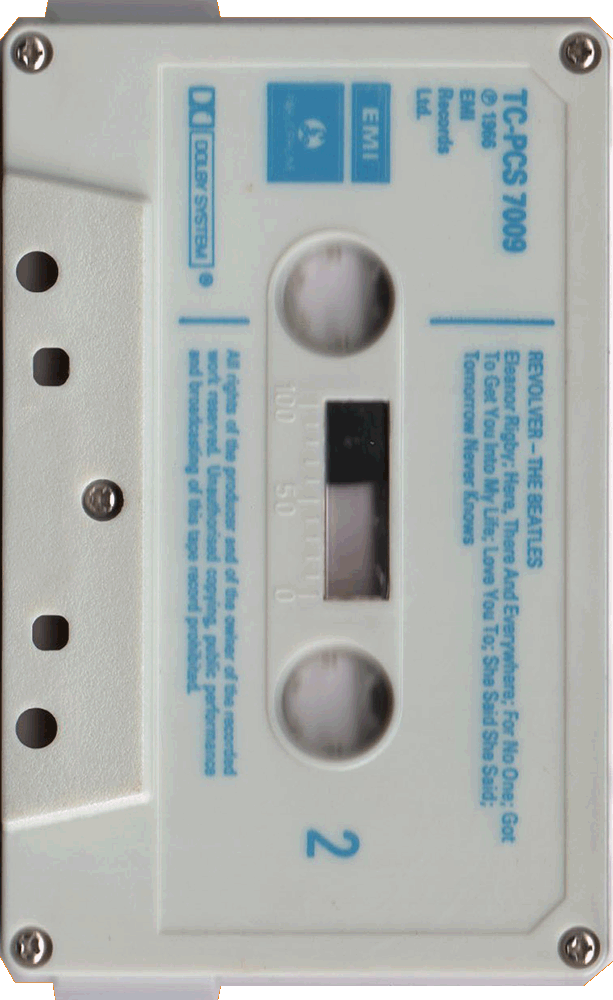 TC-PCS 7009
℗ 1966
EMI
Records
Ltd.
EMI
DOLBY SYSTEM ®
REVOLVER – THE BEATLES
Eleanor Rigby; Here, There And Everywhere; For No One; Got
To Get You Into My Life; Love You To; She Said She Said;
Tomorrow Never Knows
100 50 0
All rights of the producer and of the owner of the recorded
work reserved. Unauthorised copying, public performance
and broadcasting of this tape record prohibited.
2